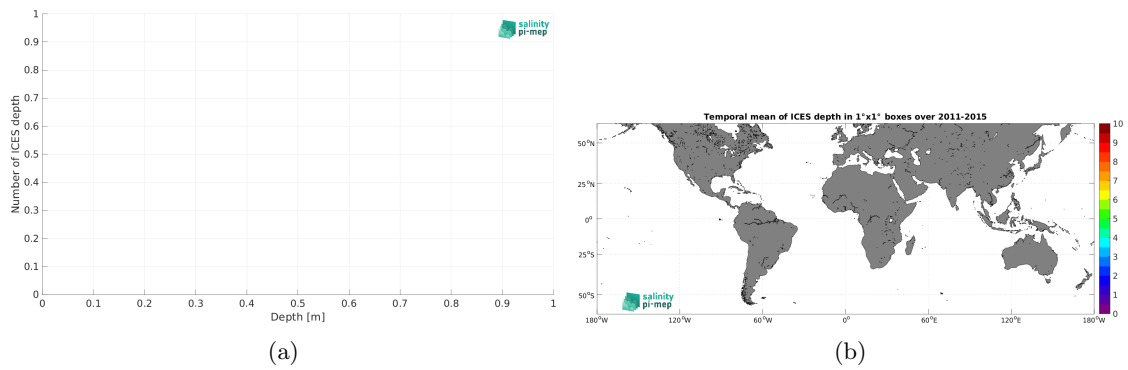 1
0.9
0.8
0.7
0.6
0.5
0.4
0.3
0.2
0.1
0
Number of ICES depth
0 0.1 0.2 0.3 0.4 0.5 0.6 0.7 0.8 0.9 1
Depth [m]
salinity
pi-mep
(a)
Temporal mean of ICES depth in 1°x1° boxes over 2011-2015
50°N
25°N
0°
25°S
50°S
180°W 120°W 60°W 0° 60°E 120°E 180°W
salinity
pi-mep
10
9
8
7
6
5
4
3
2
1
0
(b)